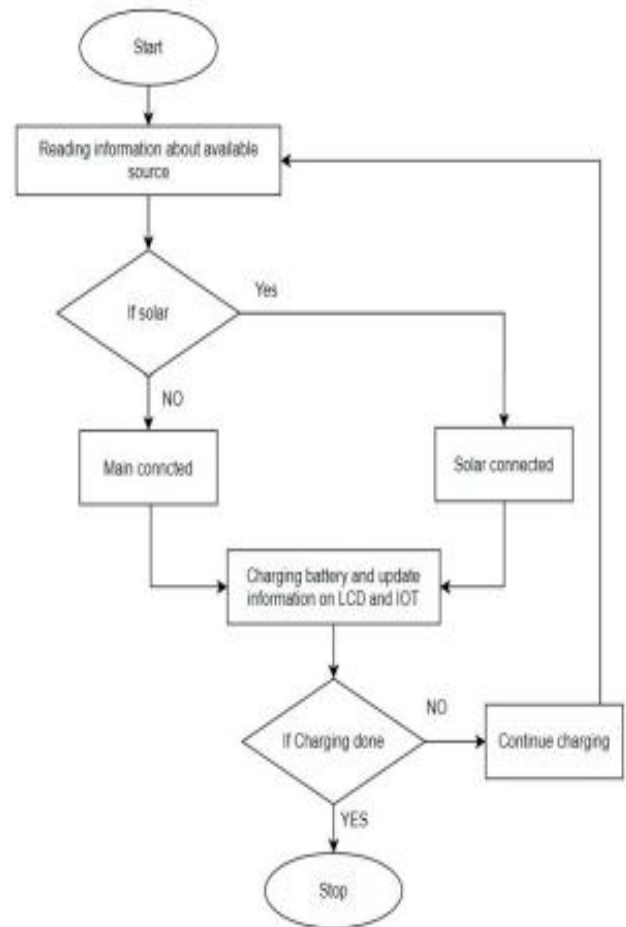 Start
Reading information about available
source
If solar
Yes
NO
Main conncted
Solar connected
Charging battery and update
information on LCD and IOT
If Charging done
NO
Continue charging
YES
Stop